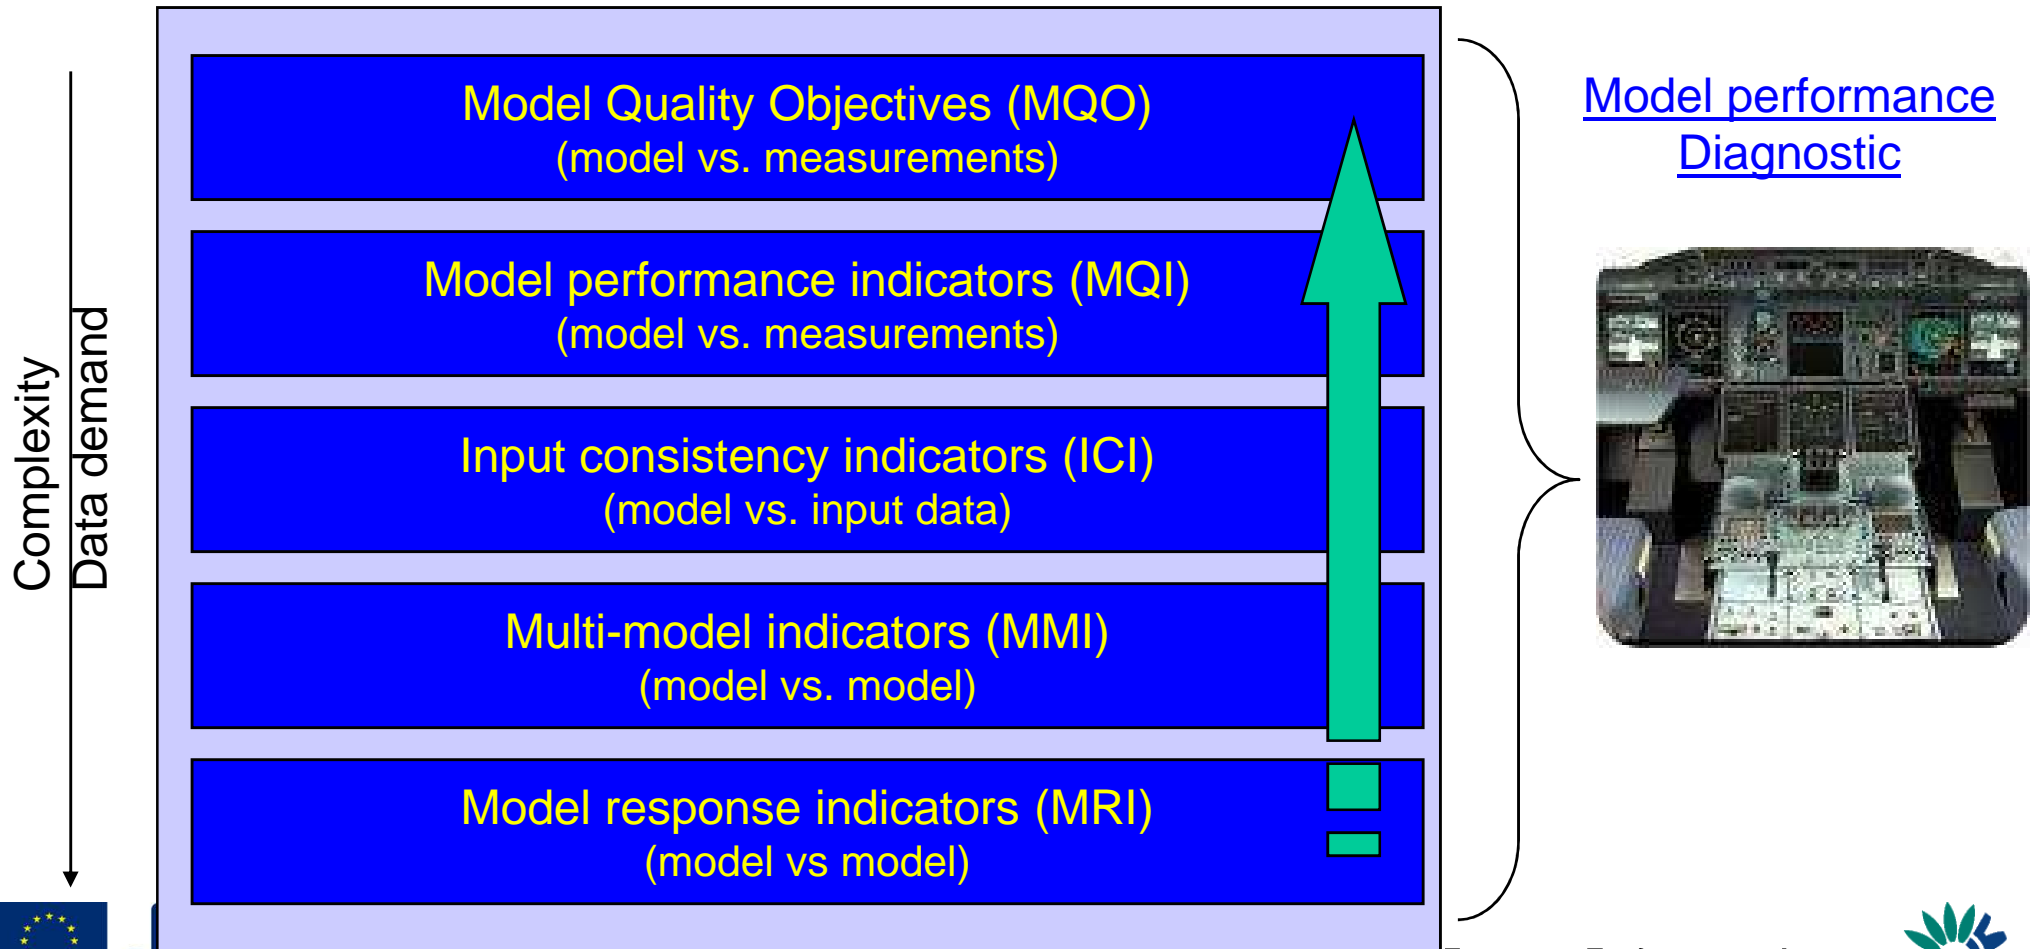 Model Quality Objectives (MQO)
(model vs. measurements)
Model performance indicators (MQI)
(model vs. measurements)
Input consistency indicators (ICI)
(model vs. input data)
Multi-model indicators (MMI)
(model vs. model)
Model response indicators (MRI)
(model vs model)
Complexity
Data demand
Model performance
Diagnostic